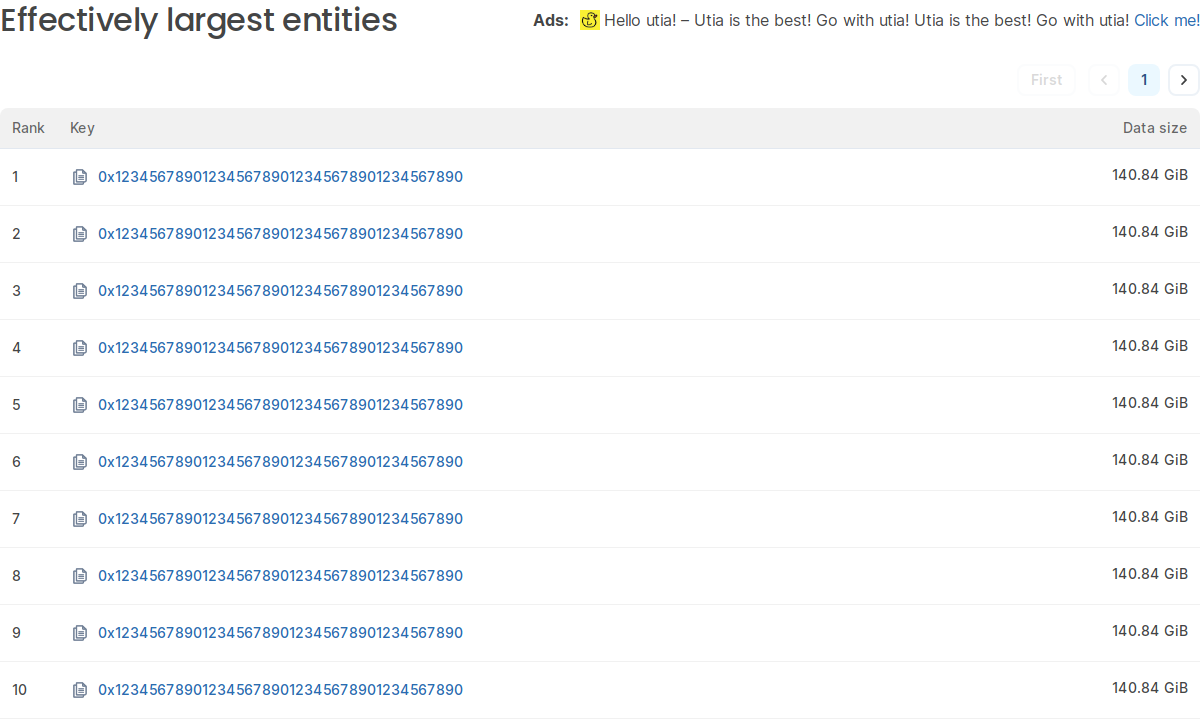 Effectively largest entities
Ads: Hello utia! – Utia is the best! Go with utia! Utia is the best! Go with utia! Click me!
First 1
Rank Key Data size
1 0x1234567890123456789012345678901234567890 140.84 GiB
2 0x1234567890123456789012345678901234567890 140.84 GiB
3 0x1234567890123456789012345678901234567890 140.84 GiB
4 0x1234567890123456789012345678901234567890 140.84 GiB
5 0x1234567890123456789012345678901234567890 140.84 GiB
6 0x1234567890123456789012345678901234567890 140.84 GiB
7 0x1234567890123456789012345678901234567890 140.84 GiB
8 0x1234567890123456789012345678901234567890 140.84 GiB
9 0x1234567890123456789012345678901234567890 140.84 GiB
10 0x1234567890123456789012345678901234567890 140.84 GiB